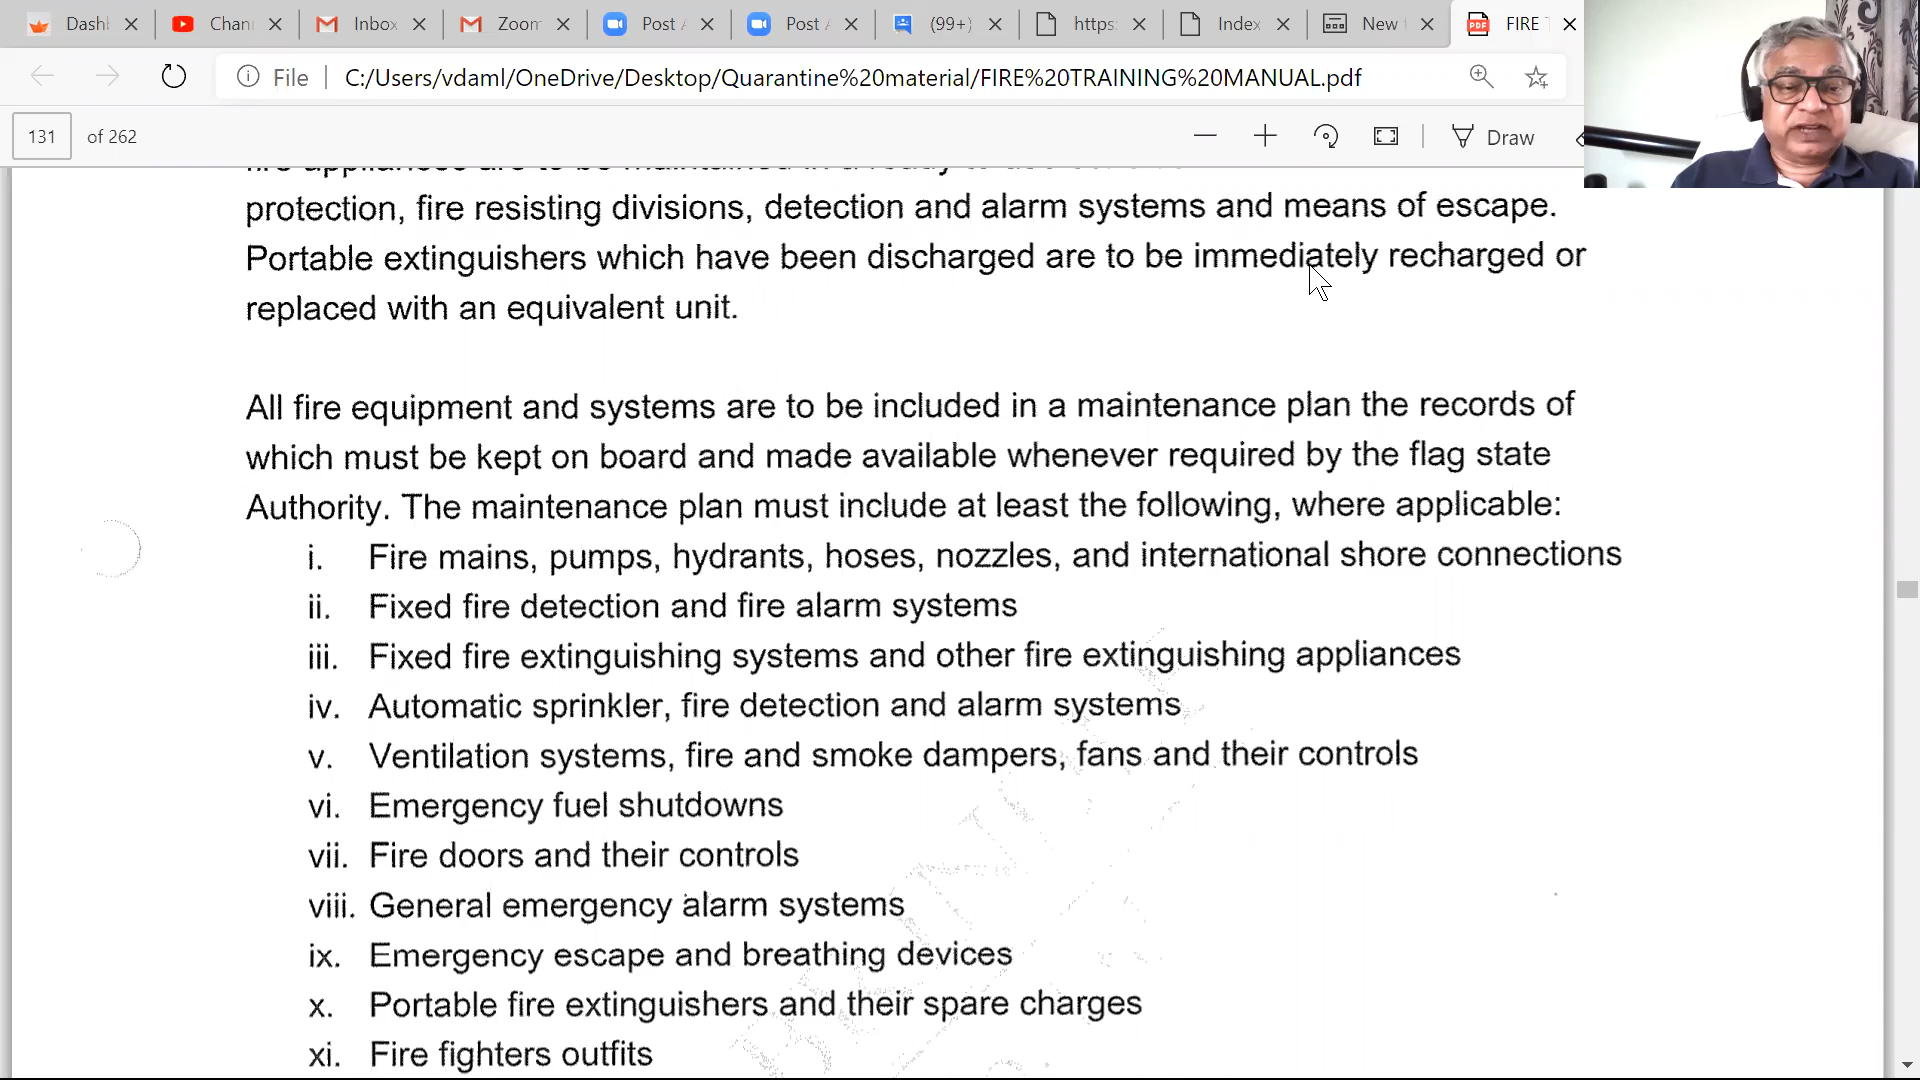 Dash
Chan
Inbox
Zoom
Post
Post
(99+)
https:
Index
New
PDF
FIRE
File
C:/Users/vdaml/OneDrive/Desktop/Quarantine%20material/FIRE%20TRAINING%20MANUAL.pdf
131 of 262
Draw
protection, fire resisting divisions, detection and alarm systems and means of escape.
Portable extinguishers which have been discharged are to be immediately recharged or
replaced with an equivalent unit.
All fire equipment and systems are to be included in a maintenance plan the records of
which must be kept on board and made available whenever required by the flag state
Authority. The maintenance plan must include at least the following, where applicable:
i. Fire mains, pumps, hydrants, hoses, nozzles, and international shore connections
ii. Fixed fire detection and fire alarm systems
iii. Fixed fire extinguishing systems and other fire extinguishing appliances
iv. Automatic sprinkler, fire detection and alarm systems
v. Ventilation systems, fire and smoke dampers, fans and their controls
vi. Emergency fuel shutdowns
vii. Fire doors and their controls
viii. General emergency alarm systems
ix. Emergency escape and breathing devices
x. Portable fire extinguishers and their spare charges
xi. Fire fighters outfits